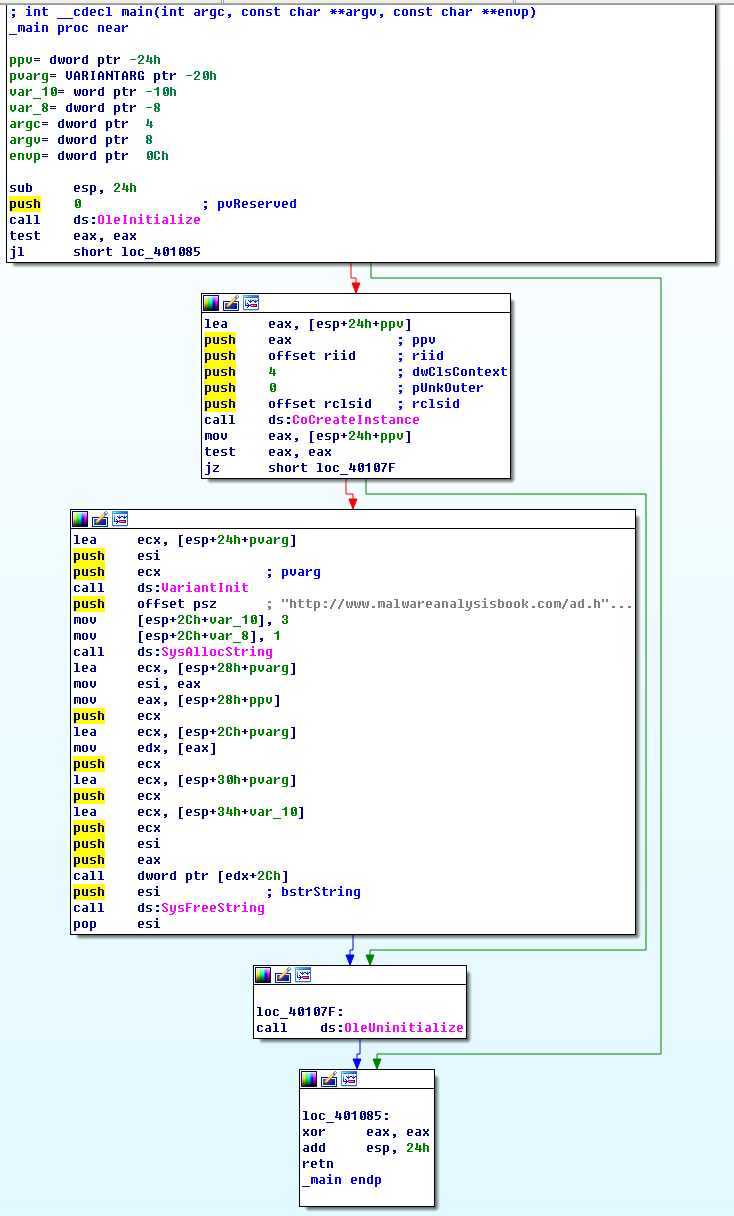 ; int __cdecl main(int argc, const char **argv, const char **envp)
_main proc near
ppv= dword ptr -24h
pvarg= VARIANTARG ptr -20h
var_10= word ptr -10h
var_8= dword ptr -8
argc= dword ptr  4
argv= dword ptr  8
envp= dword ptr  0Ch
sub     esp, 24h
push    0               ; pvReserved
call    ds:OleInitialize
test    eax, eax
jl      short loc_401085
lea     eax, [esp+24h+ppv]
push    eax             ; ppv
push    offset riid     ; riid
push    4               ; dwClsContext
push    0               ; pUnkOuter
push    offset rclsid   ; rclsid
call    ds:CoCreateInstance
mov     eax, [esp+24h+ppv]
test    eax, eax
jz      short loc_40107F
lea     ecx, [esp+24h+pvarg]
push    esi
push    ecx             ; pvarg
call    ds:VariantInit
push    offset psz      ; "http://www.malwareanalysisbook.com/ad.h"...
mov     [esp+2Ch+var_10], 3
mov     [esp+2Ch+var_8], 1
call    ds:SysAllocString
lea     ecx, [esp+28h+pvarg]
mov     esi, eax
mov     eax, [esp+28h+ppv]
push    ecx
lea     ecx, [esp+2Ch+pvarg]
mov     edx, [eax]
push    ecx
lea     ecx, [esp+30h+pvarg]
push    ecx
lea     ecx, [esp+34h+var_10]
push    ecx
push    esi
push    eax
call    dword ptr [edx+2Ch]
push    esi             ; bstrString
call    ds:SysFreeString
pop     esi
loc_40107F:
call    ds:OleUninitialize
loc_401085:
xor     eax, eax
add     esp, 24h
retn
_main endp